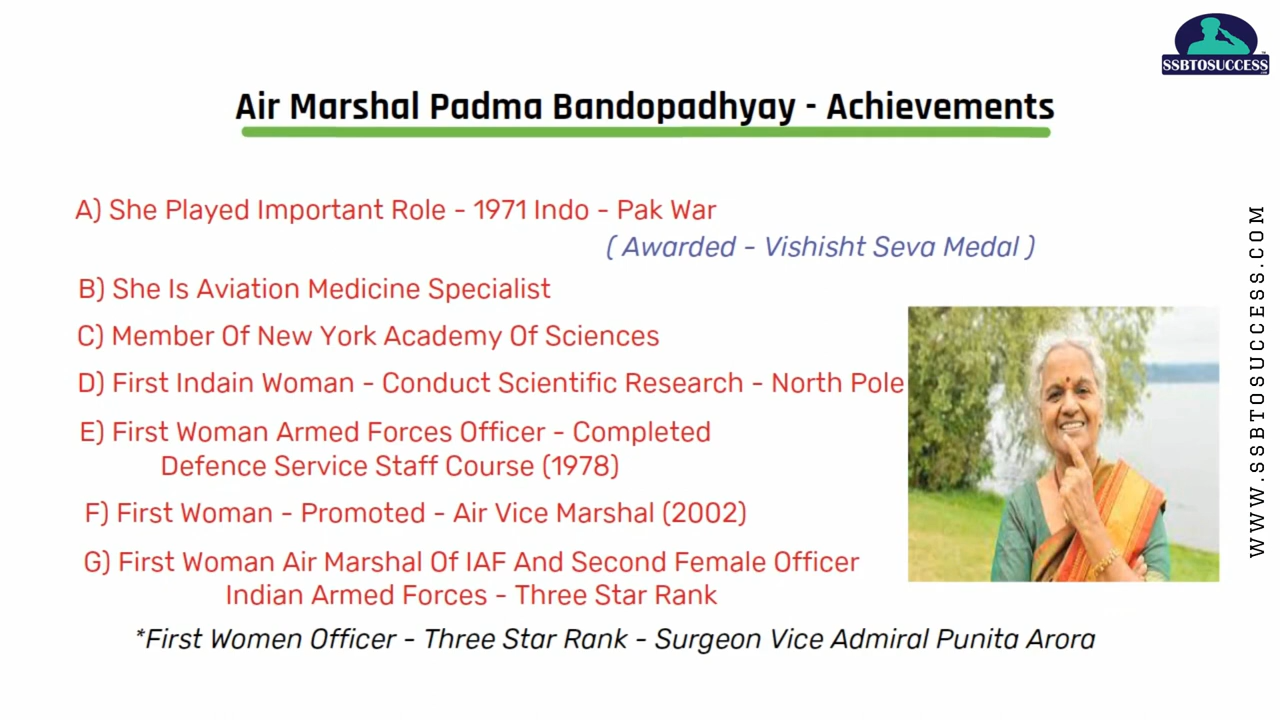 SSBTOSUCCESS
Air Marshal Padma Bandopadhyay - Achievements
A) She Played Important Role - 1971 Indo - Pak War
( Awarded - Vishisht Seva Medal )
B) She Is Aviation Medicine Specialist
C) Member Of New York Academy Of Sciences
D) First Indain Woman - Conduct Scientific Research - North Pole
E) First Woman Armed Forces Officer - Completed
Defence Service Staff Course (1978)
F) First Woman - Promoted - Air Vice Marshal (2002)
G) First Woman Air Marshal Of IAF And Second Female Officer
Indian Armed Forces - Three Star Rank
*First Women Officer - Three Star Rank - Surgeon Vice Admiral Punita Arora
WWW.SSBTOSUCCESS.COM